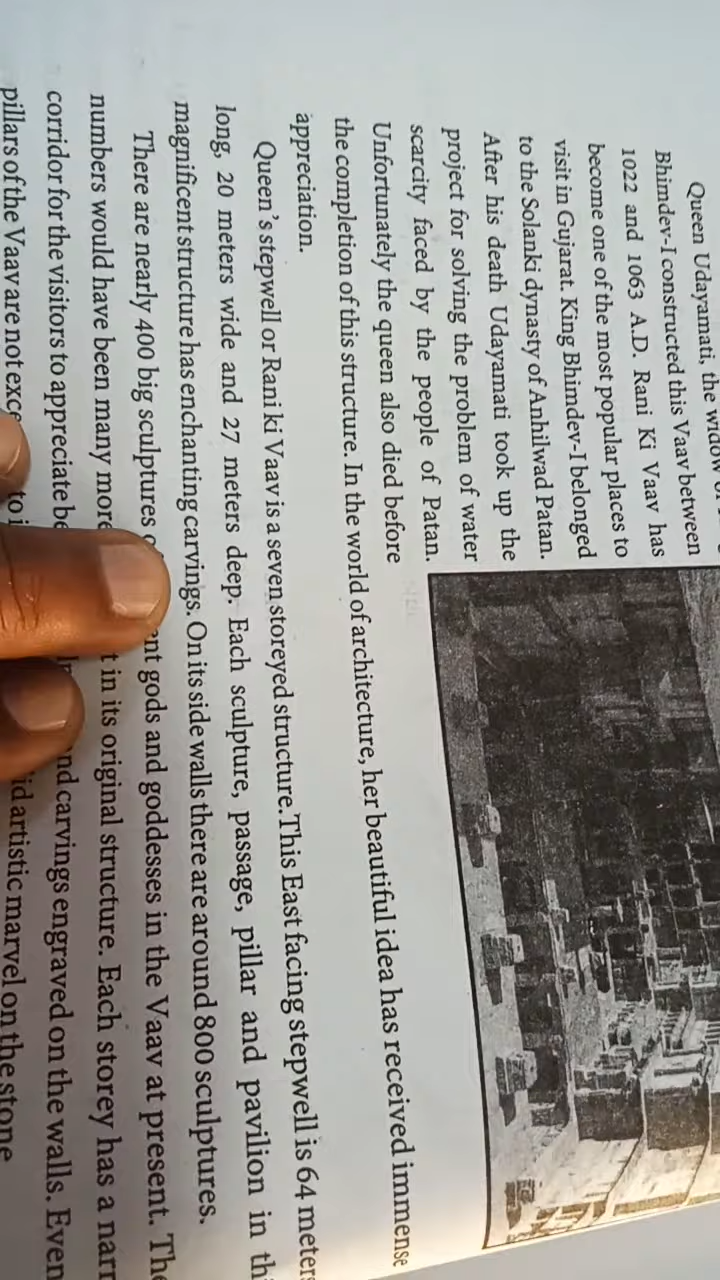 Queen Udayamati, the widow
Bhimdev-I constructed this Vaav between
1022 and 1063 A.D. Rani Ki Vaav has
become one of the most popular places to
visit in Gujarat. King Bhimdev-I belonged
to the Solanki dynasty of Anhilwad Patan.
After his death Udayamati took up the
project for solving the problem of water
scarcity faced by the people of Patan.
Unfortunately the queen also died before
the completion of this structure. In the world of architecture, her beautiful idea has received immense
appreciation.
Queen's stepwell or Rani ki Vaav is a seven storeyed structure. This East facing stepwell is 64 meters
long, 20 meters wide and 27 meters deep. Each sculpture, passage, pillar and pavilion in
magnificent structure has enchanting carvings. On its side walls there are around 800 sculptures.
There are nearly 400 big sculptures gods and goddesses in the Vaav at present.
numbers would have been many more in its original structure. Each storey has a
corridor for the visitors to appreciate carvings engraved on the walls. Even
pillars of the Vaav are not to artistic marvel on the stone